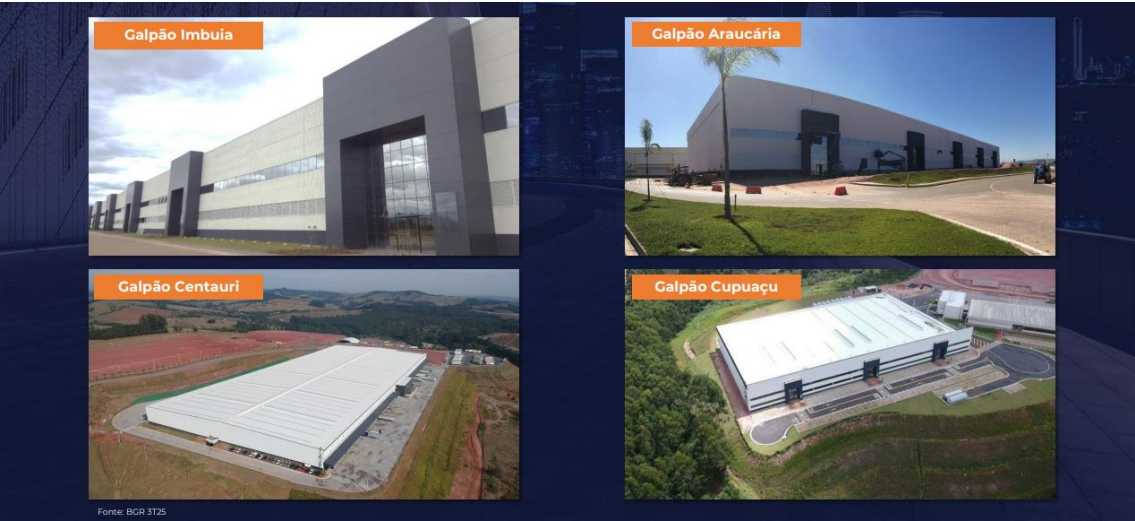 Galpão Imbuia
Galpão Araucária
Galpão Centauri
Galpão Cupuaçu
Fonte: BGR 3T25